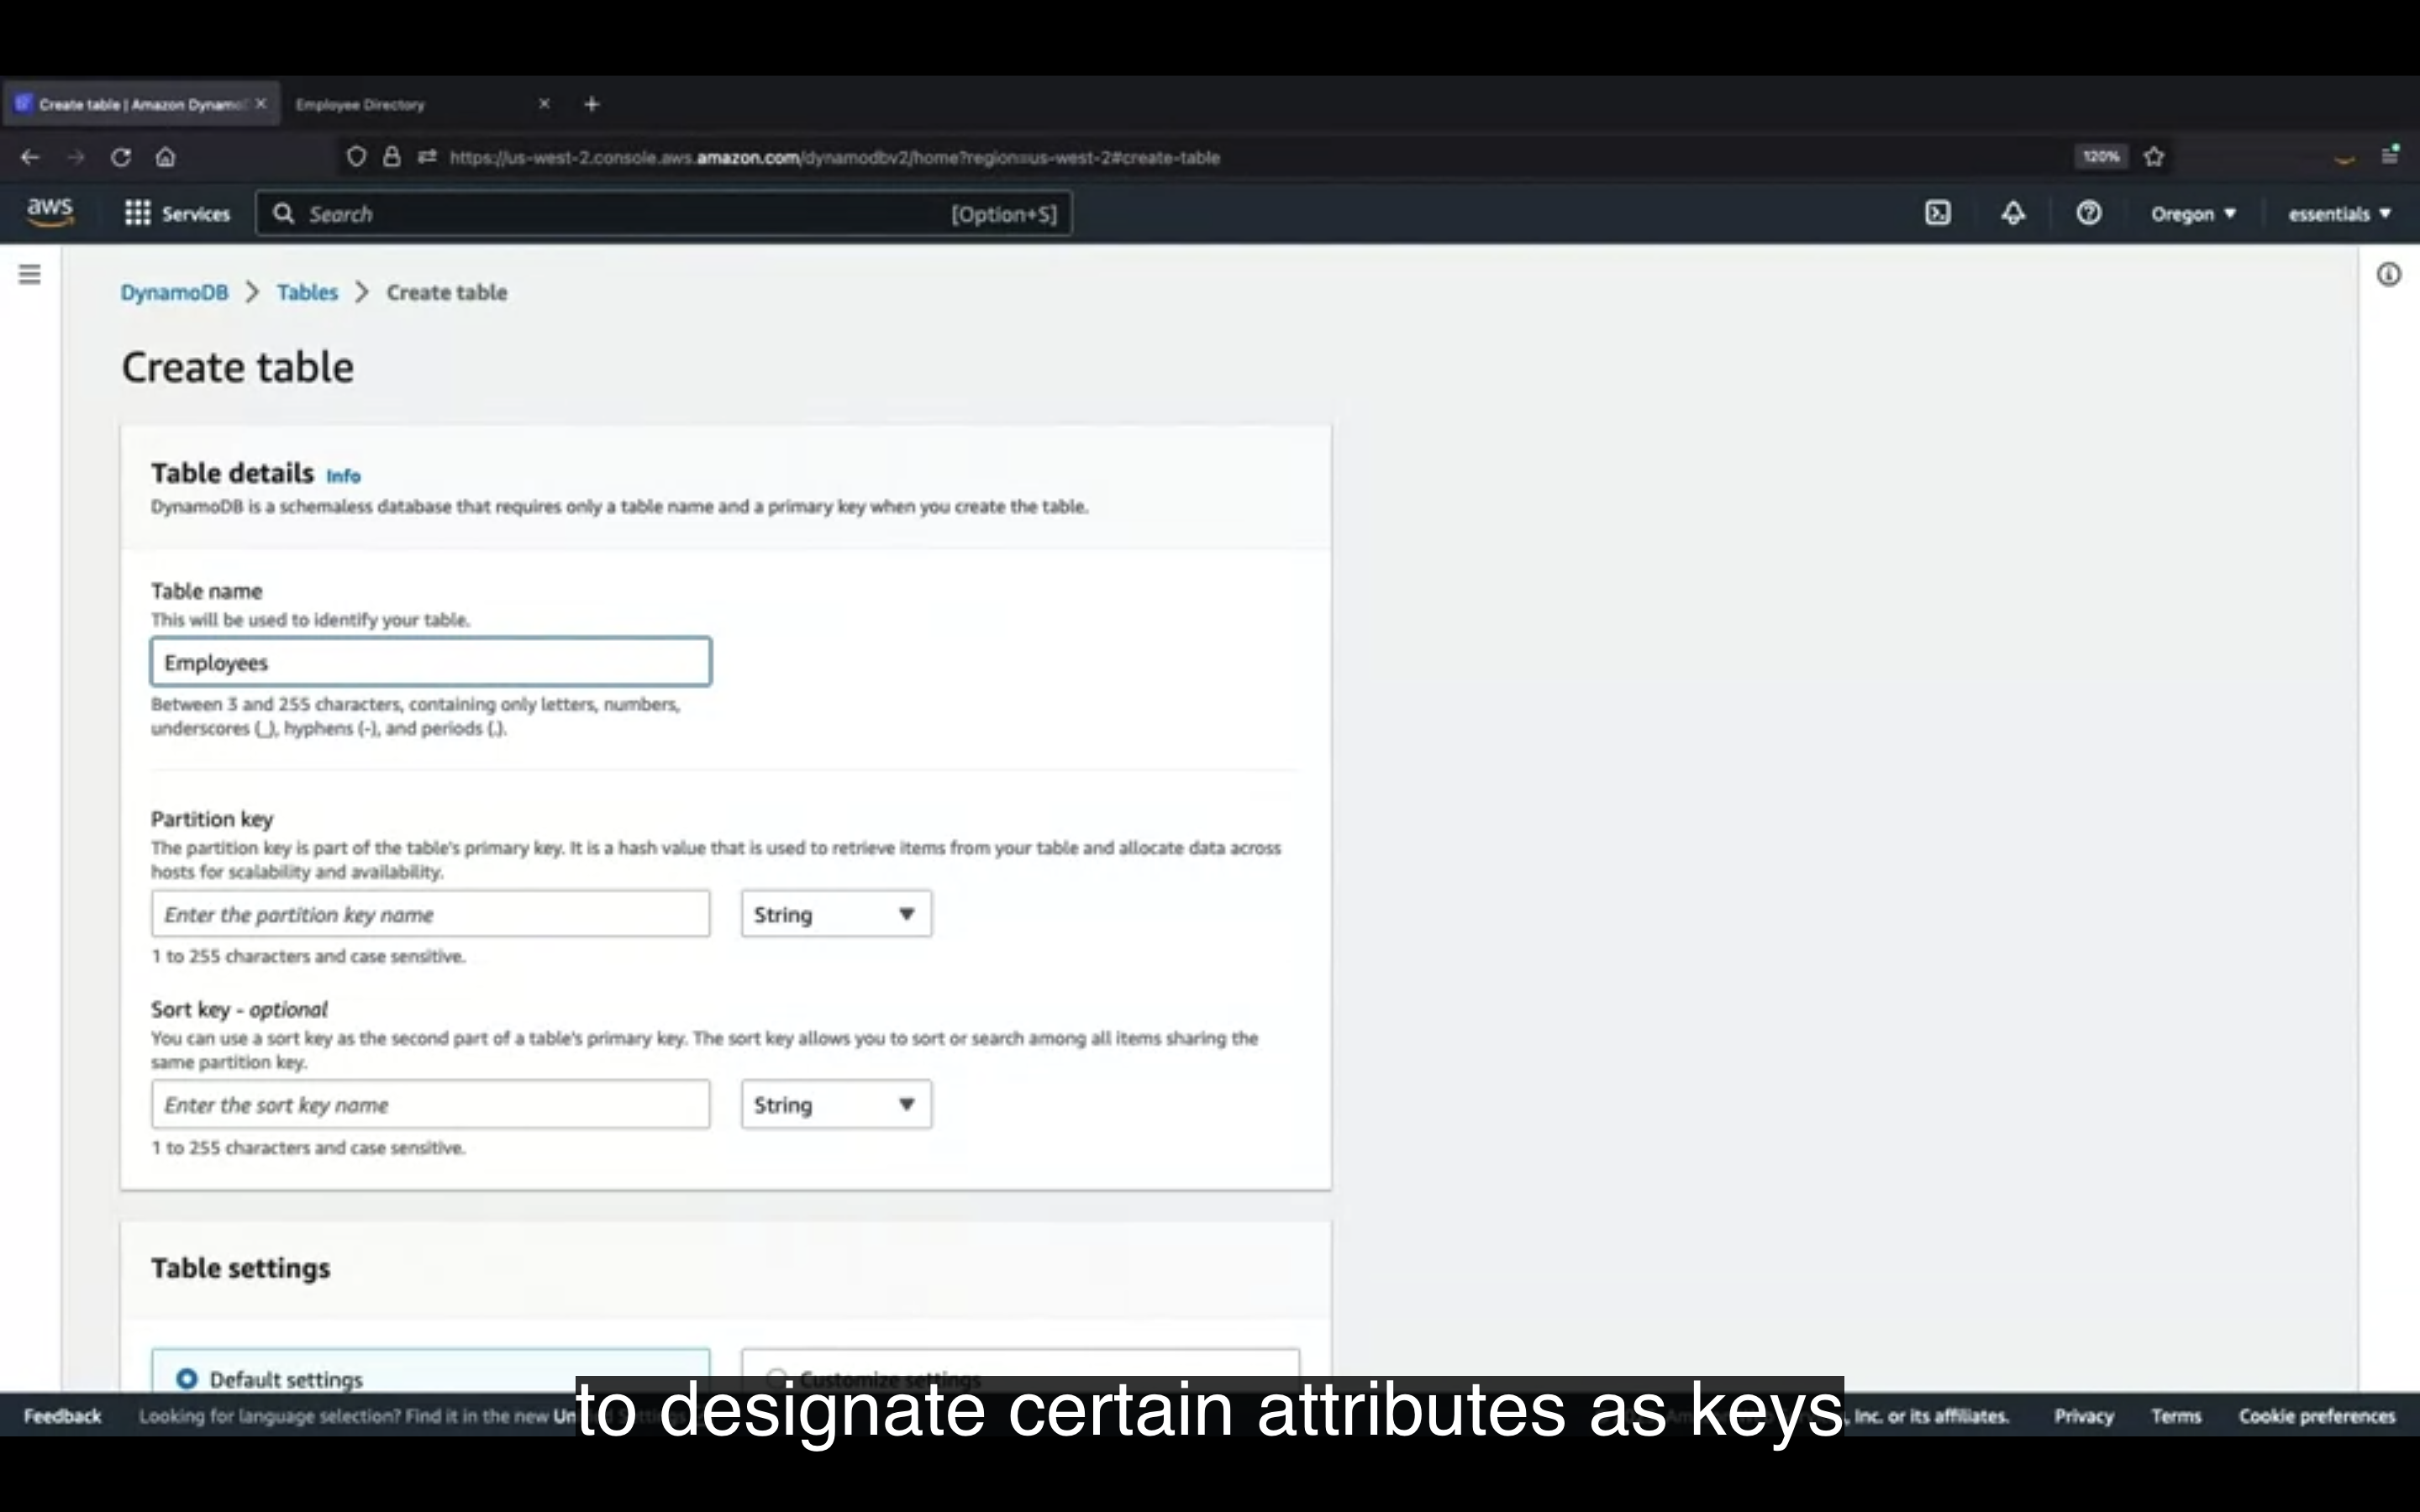 Create table | Amazon Dynamo
Employee Directory
https://us-west-2.console.aws.amazon.com/dynamodbv2/home?region=us-west-2#create-table
120%
aws
Services
Search
[Option+S]
Oregon
essentials
DynamoDB > Tables > Create table
Create table
Table details Info
DynamoDB is a schemaless database that requires only a table name and a primary key when you create the table.
Table name
This will be used to identify your table.
Employees
Between 3 and 255 characters, containing only letters, numbers,
underscores (_), hyphens (-), and periods (.).
Partition key
The partition key is part of the table's primary key. It is a hash value that is used to retrieve items from your table and allocate data across
hosts for scalability and availability.
Enter the partition key name
String
1 to 255 characters and case sensitive.
Sort key - optional
You can use a sort key as the second part of a table's primary key. The sort key allows you to sort or search among all items sharing the
same partition key.
Enter the sort key name
String
1 to 255 characters and case sensitive.
Table settings
Default settings
Customize settings
to designate certain attributes as keys
Feedback
Looking for language selection? Find it in the new
, Inc. or its affiliates.
Privacy
Terms
Cookie preferences